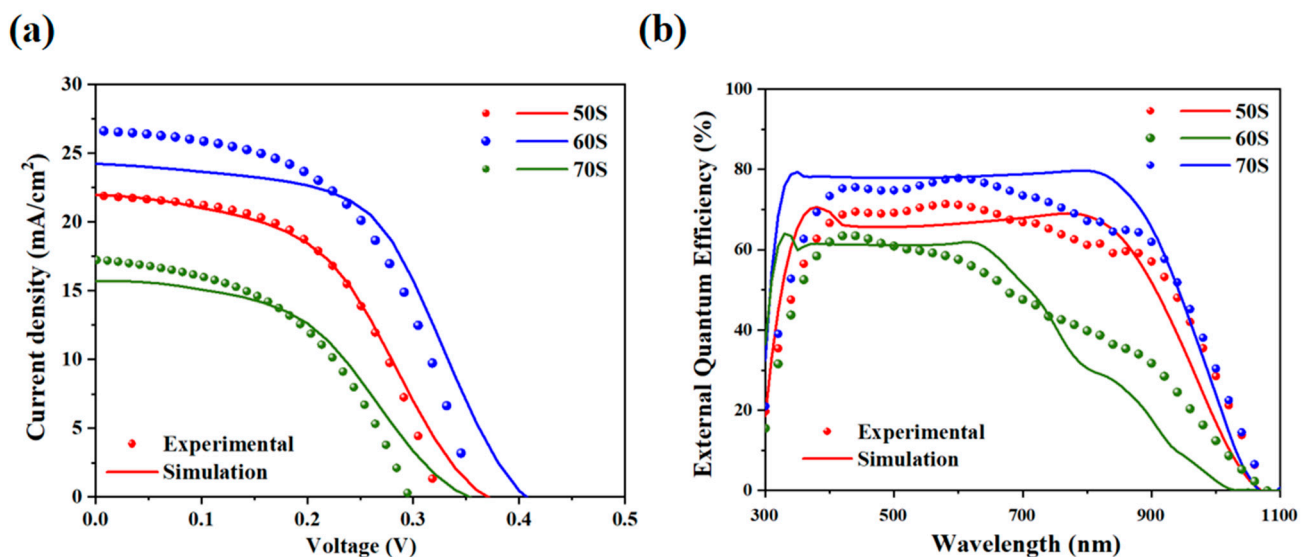 (a)
30
25
20
15
10
5
0
0.0 0.1 0.2 0.3 0.4 0.5
Current density (mA/cm²)
Voltage (V)
50S
60S
70S
Experimental
Simulation
(b)
100
80
60
40
20
0
300 500 700 900 1100
External Quantum Efficiency (%)
Wavelength (nm)
50S
60S
70S
Experimental
Simulation